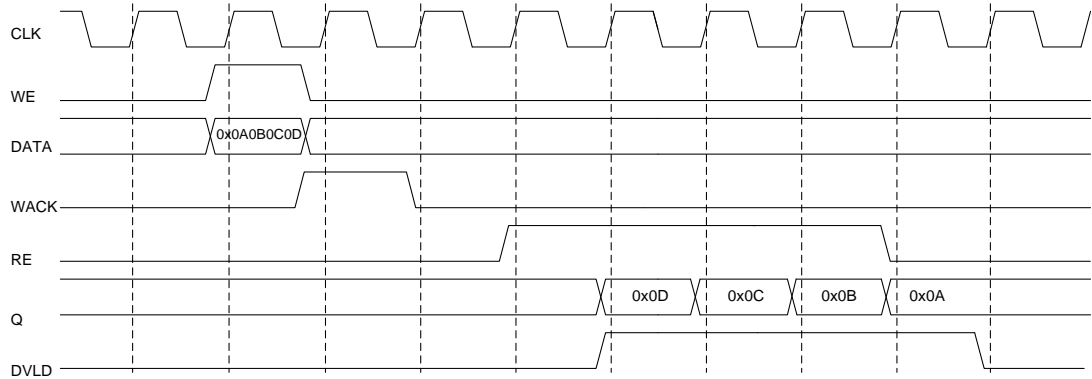 CLK
WE
DATA 0x0A0B0C0D
WACK
RE
Q 0x0D 0x0C 0x0B 0x0A
DVLD